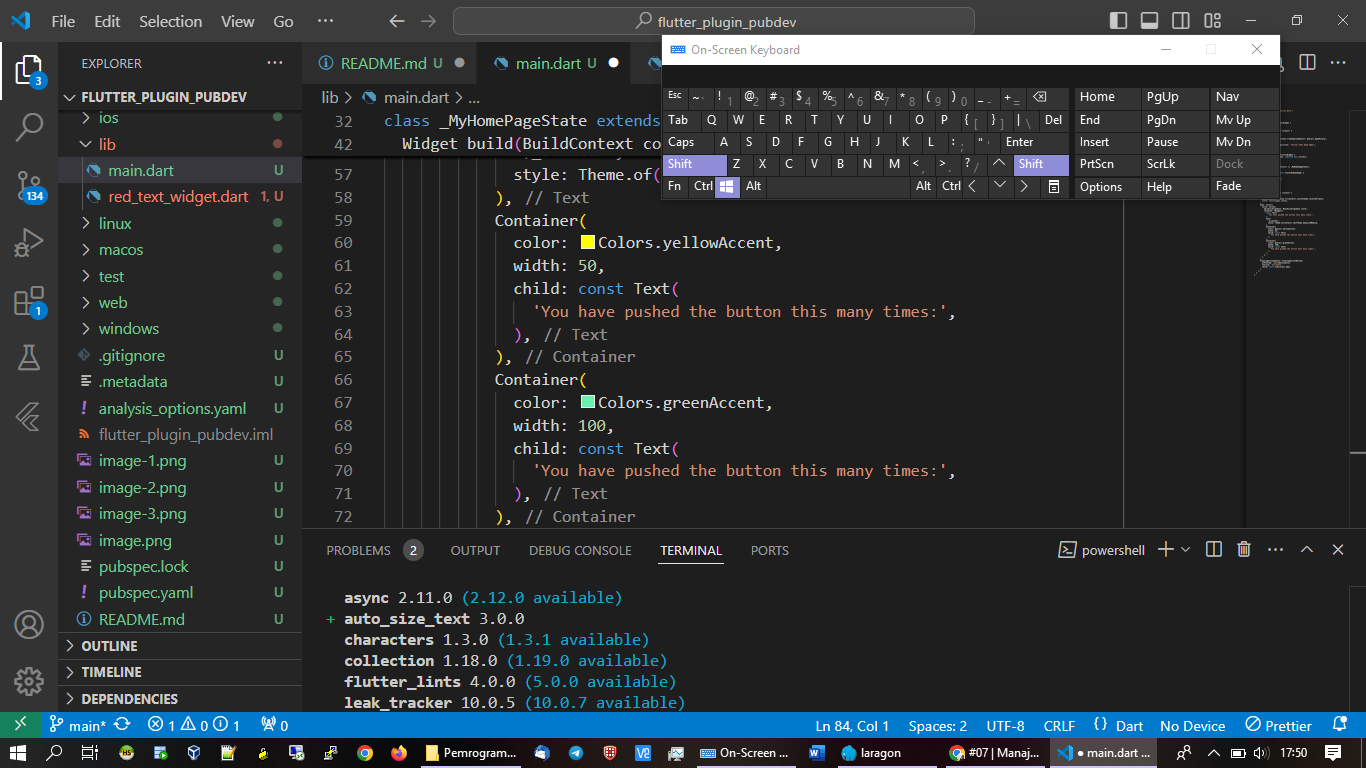 File Edit Selection View Go ··· flutter_plugin_pubdev
EXPLORER ···
FLUTTER_PLUGIN_PUBDEV
ios
lib
main.dart U
red_text_widget.dart 1, U
linux
macos
test
web
windows
.gitignore U
.metadata U
analysis_options.yaml U
flutter_plugin_pubdev.iml
image-1.png U
image-2.png U
image-3.png U
image.png U
pubspec.lock U
pubspec.yaml U
README.md U
OUTLINE
TIMELINE
DEPENDENCIES
3
134
1
README.md U
main.dart U
lib > main.dart > ...
32 class _MyHomePageState extends
42 Widget build(BuildContext co
57 style: Theme.of(
58 ), // Text
59 Container(
60 color: Colors.yellowAccent,
61 width: 50,
62 child: const Text(
63 'You have pushed the button this many times:',
64 ), // Text
65 ), // Container
66 Container(
67 color: Colors.greenAccent,
68 width: 100,
69 child: const Text(
70 'You have pushed the button this many times:',
71 ), // Text
72 ), // Container
On-Screen Keyboard
Esc ~ ` ! 1 @ 2 # 3 $ 4 % 5 ^ 6 & 7 * 8 ( 9 ) 0 _ - + = Home PgUp Nav
Tab Q W E R T Y U I O P { [ } ] | \ Del End PgDn Mv Up
Caps A S D F G H J K L : ; " ' Enter Insert Pause Mv Dn
Shift Z X C V B N M < , > . ? / Shift PrtScn ScrLk Dock
Fn Ctrl Alt Alt Ctrl Options Help Fade
PROBLEMS 2 OUTPUT DEBUG CONSOLE TERMINAL PORTS powershell
async 2.11.0 (2.12.0 available)
+ auto_size_text 3.0.0
characters 1.3.0 (1.3.1 available)
collection 1.18.0 (1.19.0 available)
flutter_lints 4.0.0 (5.0.0 available)
leak_tracker 10.0.5 (10.0.7 available)
main* 1 0 1 0 Ln 84, Col 1 Spaces: 2 UTF-8 CRLF {} Dart No Device Prettier
Pemrogram... On-Screen ... laragon #07 | Manaj... ● main.dart ... 17:50